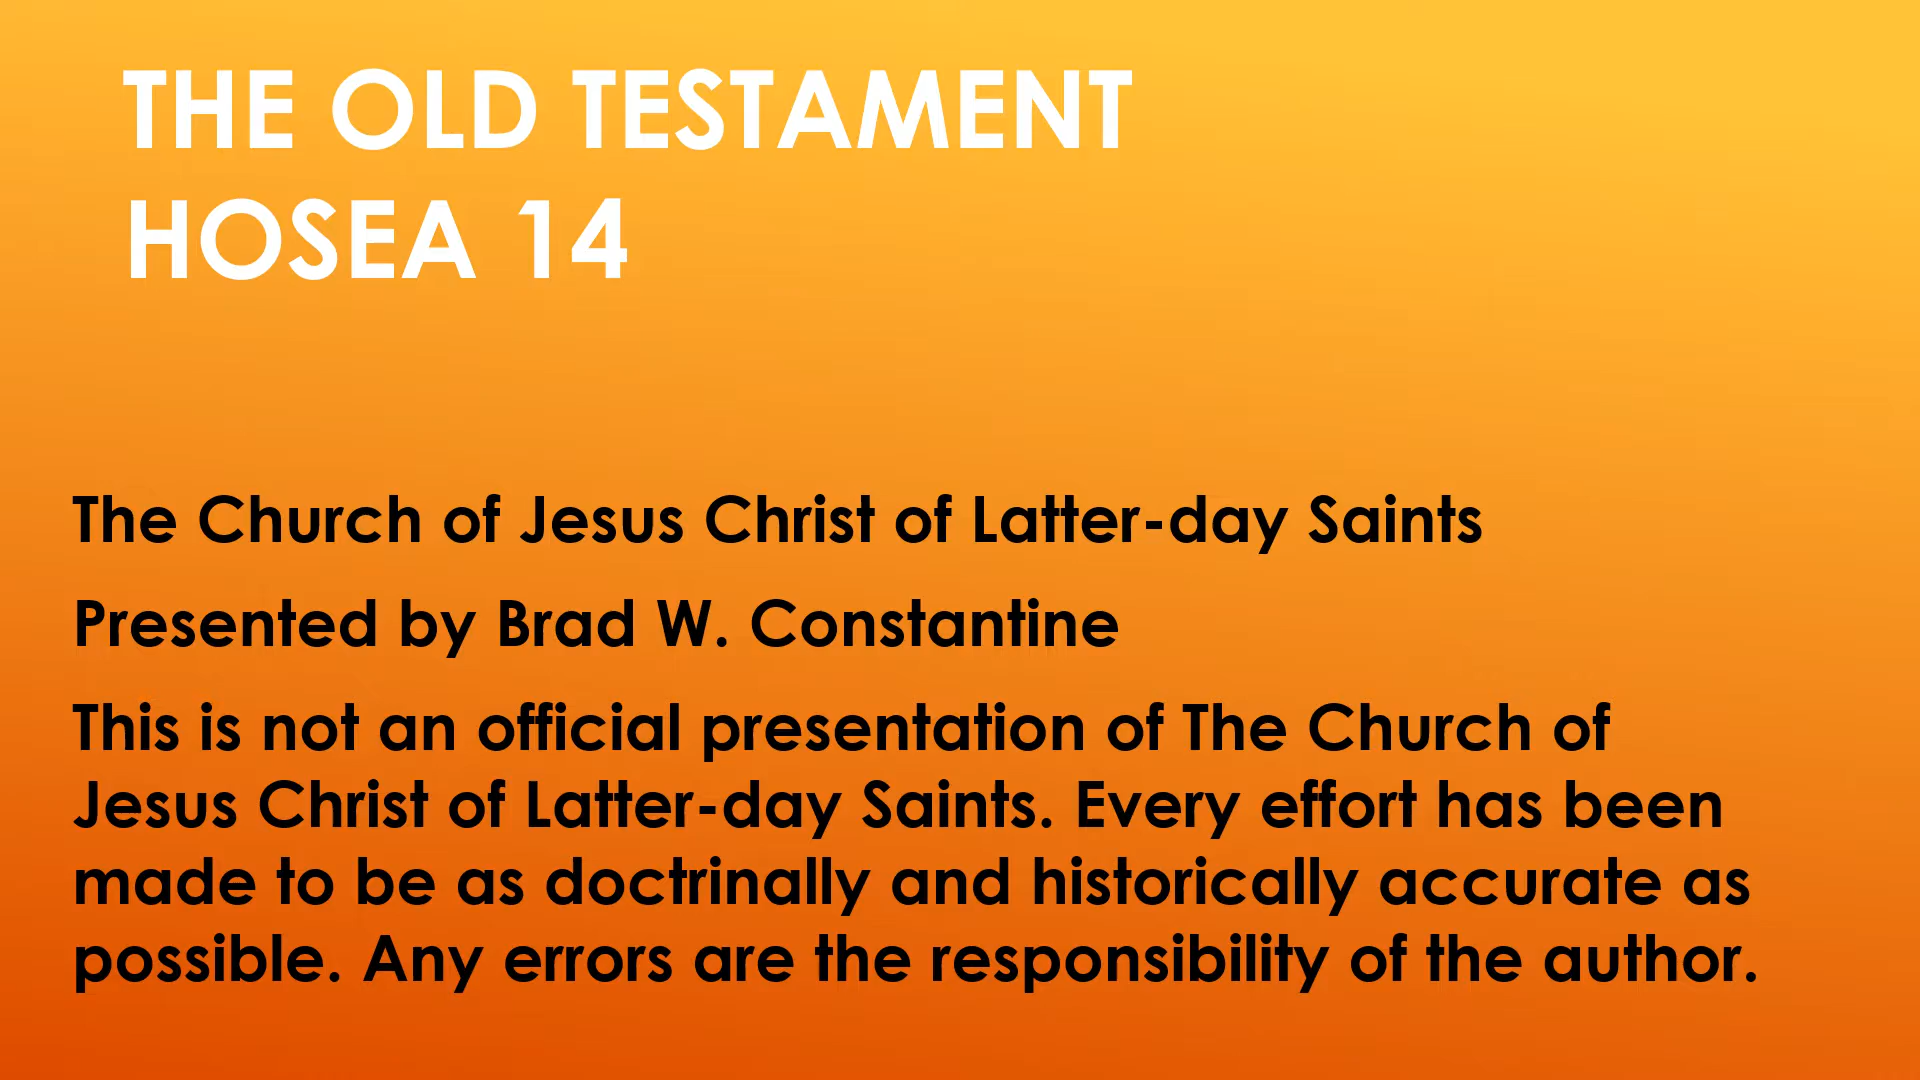 THE OLD TESTAMENT
HOSEA 14
The Church of Jesus Christ of Latter-day Saints
Presented by Brad W. Constantine
This is not an official presentation of The Church of
Jesus Christ of Latter-day Saints. Every effort has been
made to be as doctrinally and historically accurate as
possible. Any errors are the responsibility of the author.